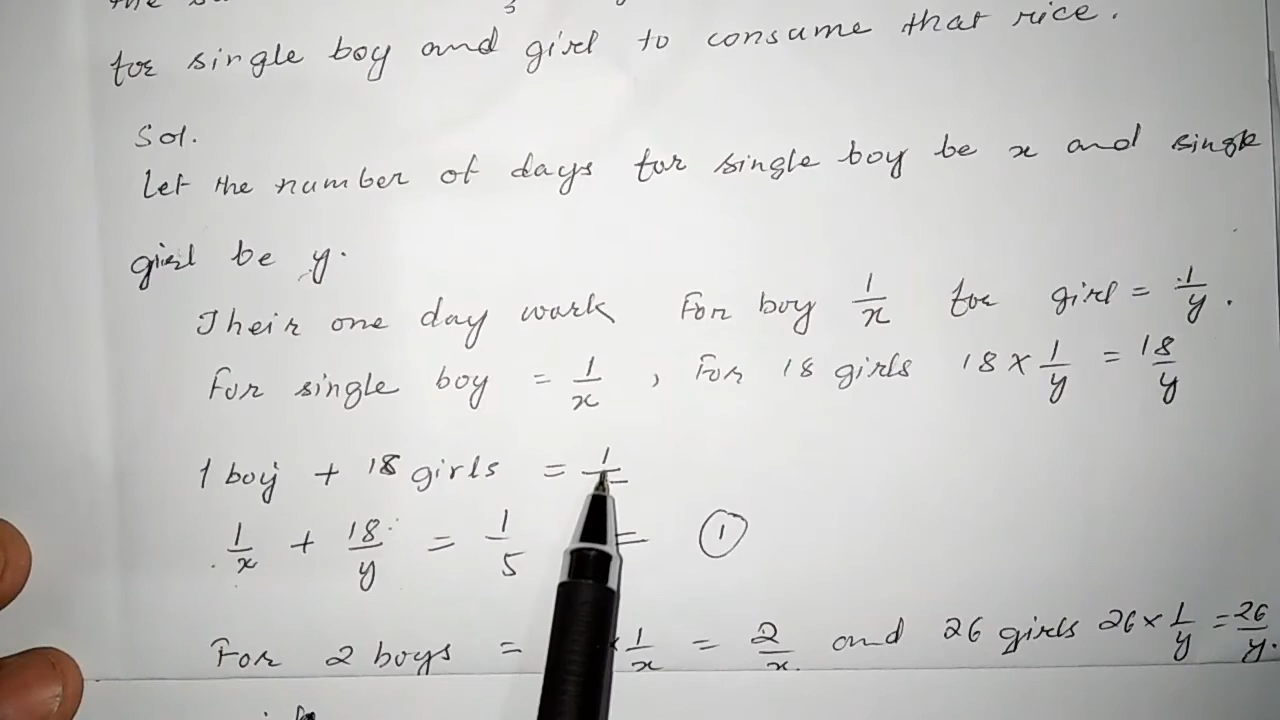 the
3
for single boy and girl to consume that rice.
Sol.
Let the number of days for single boy be x and single
girl be y.
Their one day work For boy 1/x for girl = 1/y.
For single boy = 1/x , For 18 girls 18 × 1/y = 18/y
1 boy + 18 girls = 1/
1/x + 18/y = 1/5 = ①
For 2 boys = × 1/x = 2/x and 26 girls 26 × 1/y = 26/y.